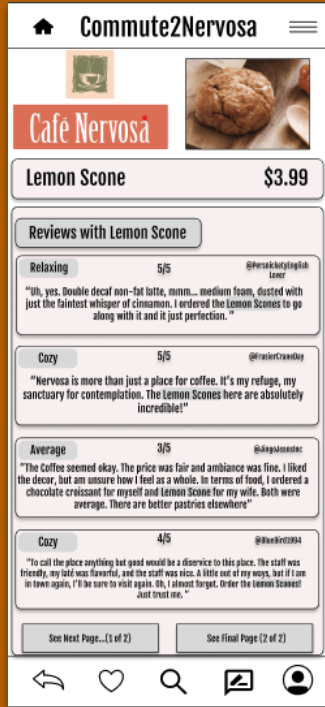 Commute2Nervosa
Café Nervosa
Lemon Scone
$3.99
Reviews with Lemon Scone
Relaxing
5/5
@PersnicketyEnglish
Lover
“Uh, yes. Double decaf non-fat latte, mmm... medium foam, dusted with
just the faintest whisper of cinnamon. I ordered the Lemon Scones to go
along with it and it just perfection. ”
Cozy
5/5
@FrasierCraneDay
“Nervosa is more than just a place for coffee. It's my refuge, my
sanctuary for contemplation. The Lemon Scones here are absolutely
incredible!”
Average
3/5
“The Coffee seemed okay. The price was fair and ambiance was fine. I liked
the decor, but am unsure how I feel as a whole. In terms of food, I ordered a
chocolate croissant for myself and Lemon Scone for my wife. Both were
average. There are better pastries elsewhere”
Cozy
4/5
@BlueBird1994
“To call the place anything but good would be a diservice to this place. The staff was
friendly, my laté was flavorful, and the staff was nice. A little out of my ways, but if I am
in town again, I'll be sure to visit again. Oh, I almost forget. Order the Lemon Scones!
Just trust me. ”
See Next Page...(1 of 2)
See Final Page (2 of 2)